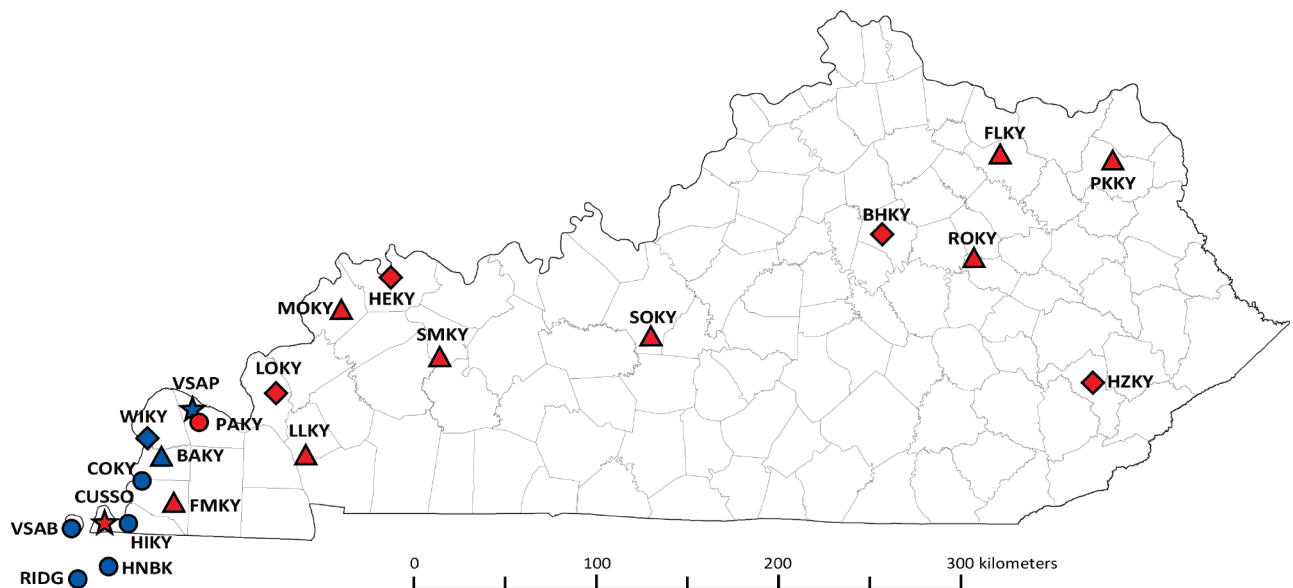 FLKY
PKKY
BHKY
ROKY
HEKY
MOKY
SOKY
SMKY
LOKY
VSAP
HZKY
WIKY
PAKY
LLKY
BAKY
COKY
CUSSO
FMKY
VSAB
HIKY
HNBK
RIDG
0 100 200 300 kilometers